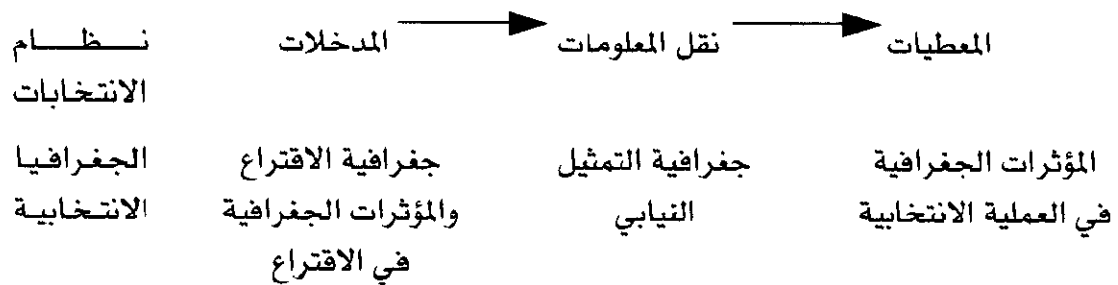 نظام
الانتخابات
المدخلات
نقل المعلومات
المعطيات
الجغرافيا
الانتخابية
جغرافية الاقتراع
والمؤثرات الجغرافية
في الاقتراع
جغرافية التمثيل
النيابي
المؤثرات الجغرافية
في العملية الانتخابية